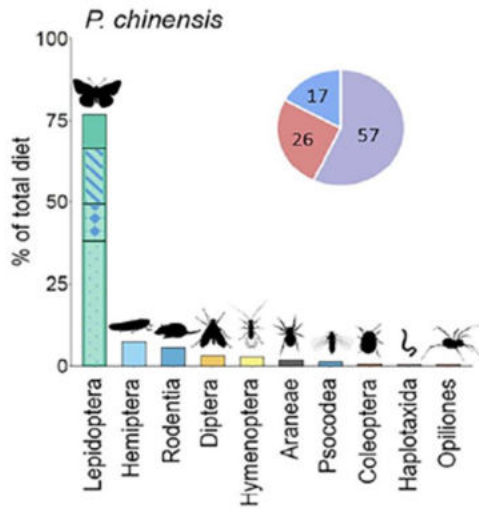 P. chinensis
% of total diet
100
75
50
25
0
17
26
57
Lepidoptera
Hemiptera
Rodentia
Diptera
Hymenoptera
Araneae
Psocodea
Coleoptera
Haplotaxida
Opiliones